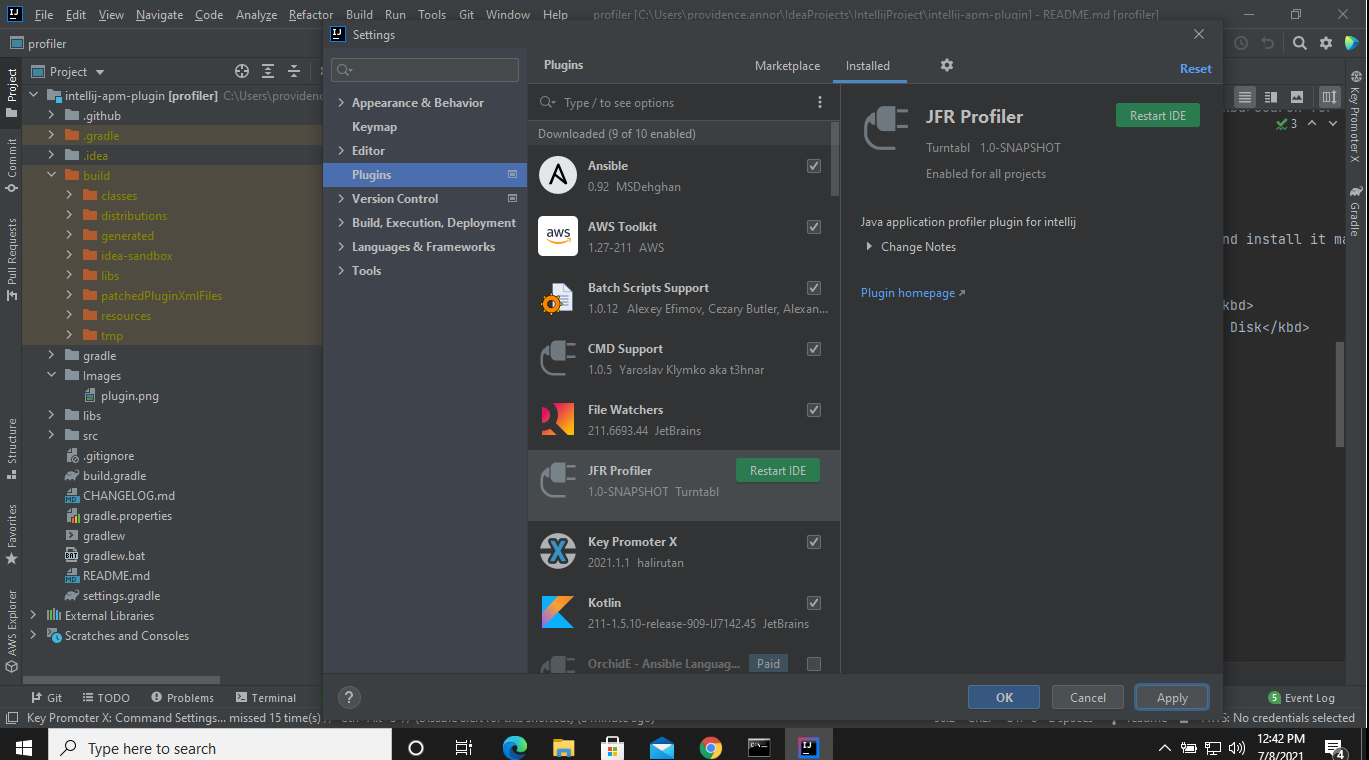 File Edit View Navigate Code Analyze Refactor Build Run Tools Git Window Help profiler [C:\Users\providence.annor\IdeaProjects\IntellijProject\intellij-apm-plugin] - README.md [profiler]
profiler
Settings
Project
Plugins
Marketplace
Installed
Reset
intellij-apm-plugin [profiler] C:\Users\providenc
.github
.gradle
.idea
build
classes
distributions
generated
idea-sandbox
libs
patchedPluginXmlFiles
resources
tmp
gradle
Images
plugin.png
libs
src
.gitignore
build.gradle
CHANGELOG.md
gradle.properties
gradlew
gradlew.bat
README.md
settings.gradle
External Libraries
Scratches and Consoles
Project
Commit
Pull Requests
Structure
Favorites
AWS Explorer
Appearance & Behavior
Keymap
Editor
Plugins
Version Control
Build, Execution, Deployment
Languages & Frameworks
Tools
Type / to see options
Downloaded (9 of 10 enabled)
Ansible
0.92 MSDehghan
aws
AWS Toolkit
1.27-211 AWS
Batch Scripts Support
1.0.12 Alexey Efimov, Cezary Butler, Alexan...
CMD Support
1.0.5 Yaroslav Klymko aka t3hnar
File Watchers
211.6693.44 JetBrains
JFR Profiler
Restart IDE
1.0-SNAPSHOT Turntabl
Key Promoter X
2021.1.1 halirutan
Kotlin
211-1.5.10-release-909-IJ7142.45 JetBrains
OrchidE - Ansible Languag...
Paid
JFR Profiler
Restart IDE
Turntabl 1.0-SNAPSHOT
Enabled for all projects
Java application profiler plugin for intellij
Change Notes
Plugin homepage
3
nd install it ma
kbd>
Disk</kbd>
Key Promoter X
Gradle
?
OK
Cancel
Apply
Git
TODO
Problems
Terminal
5 Event Log
Key Promoter X: Command Settings... missed 15 time(s)
No credentials selected
Type here to search
12:42 PM
7/8/2021
4